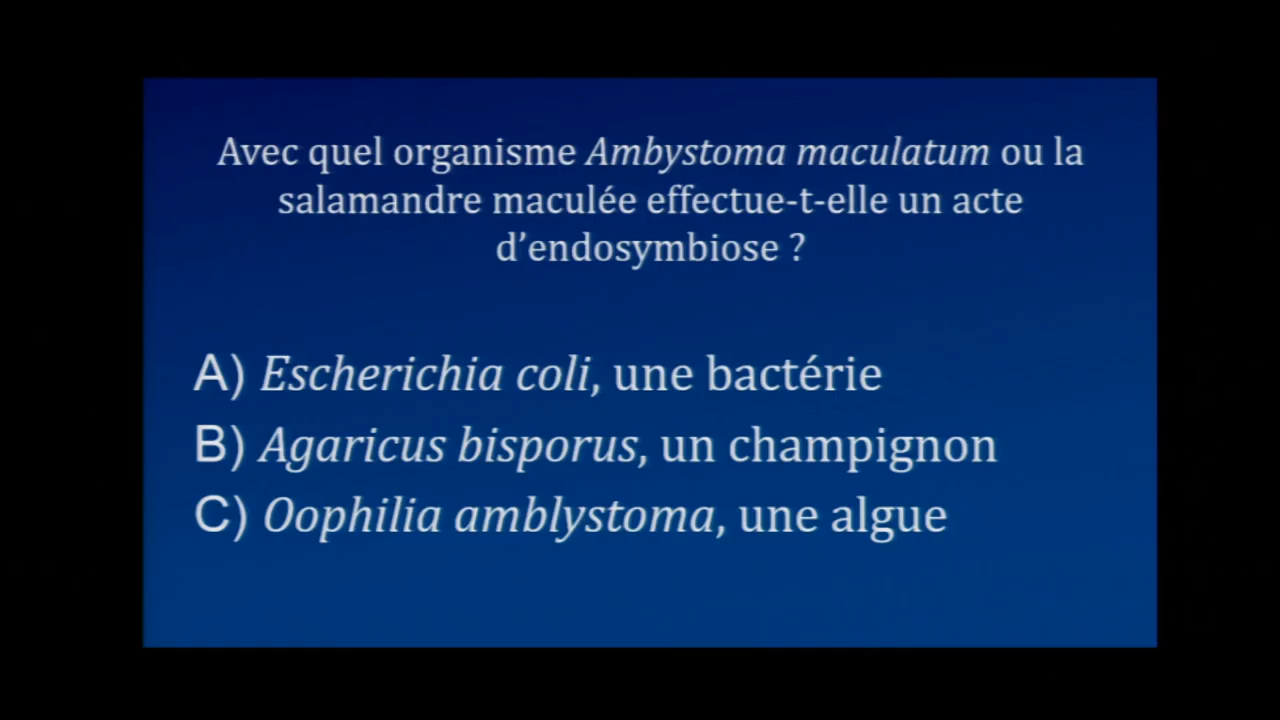 Avec quel organisme Ambystoma maculatum ou la
salamandre maculée effectue-t-elle un acte
d’endosymbiose ?
A) Escherichia coli, une bactérie
B) Agaricus bisporus, un champignon
C) Oophilia amblystoma, une algue